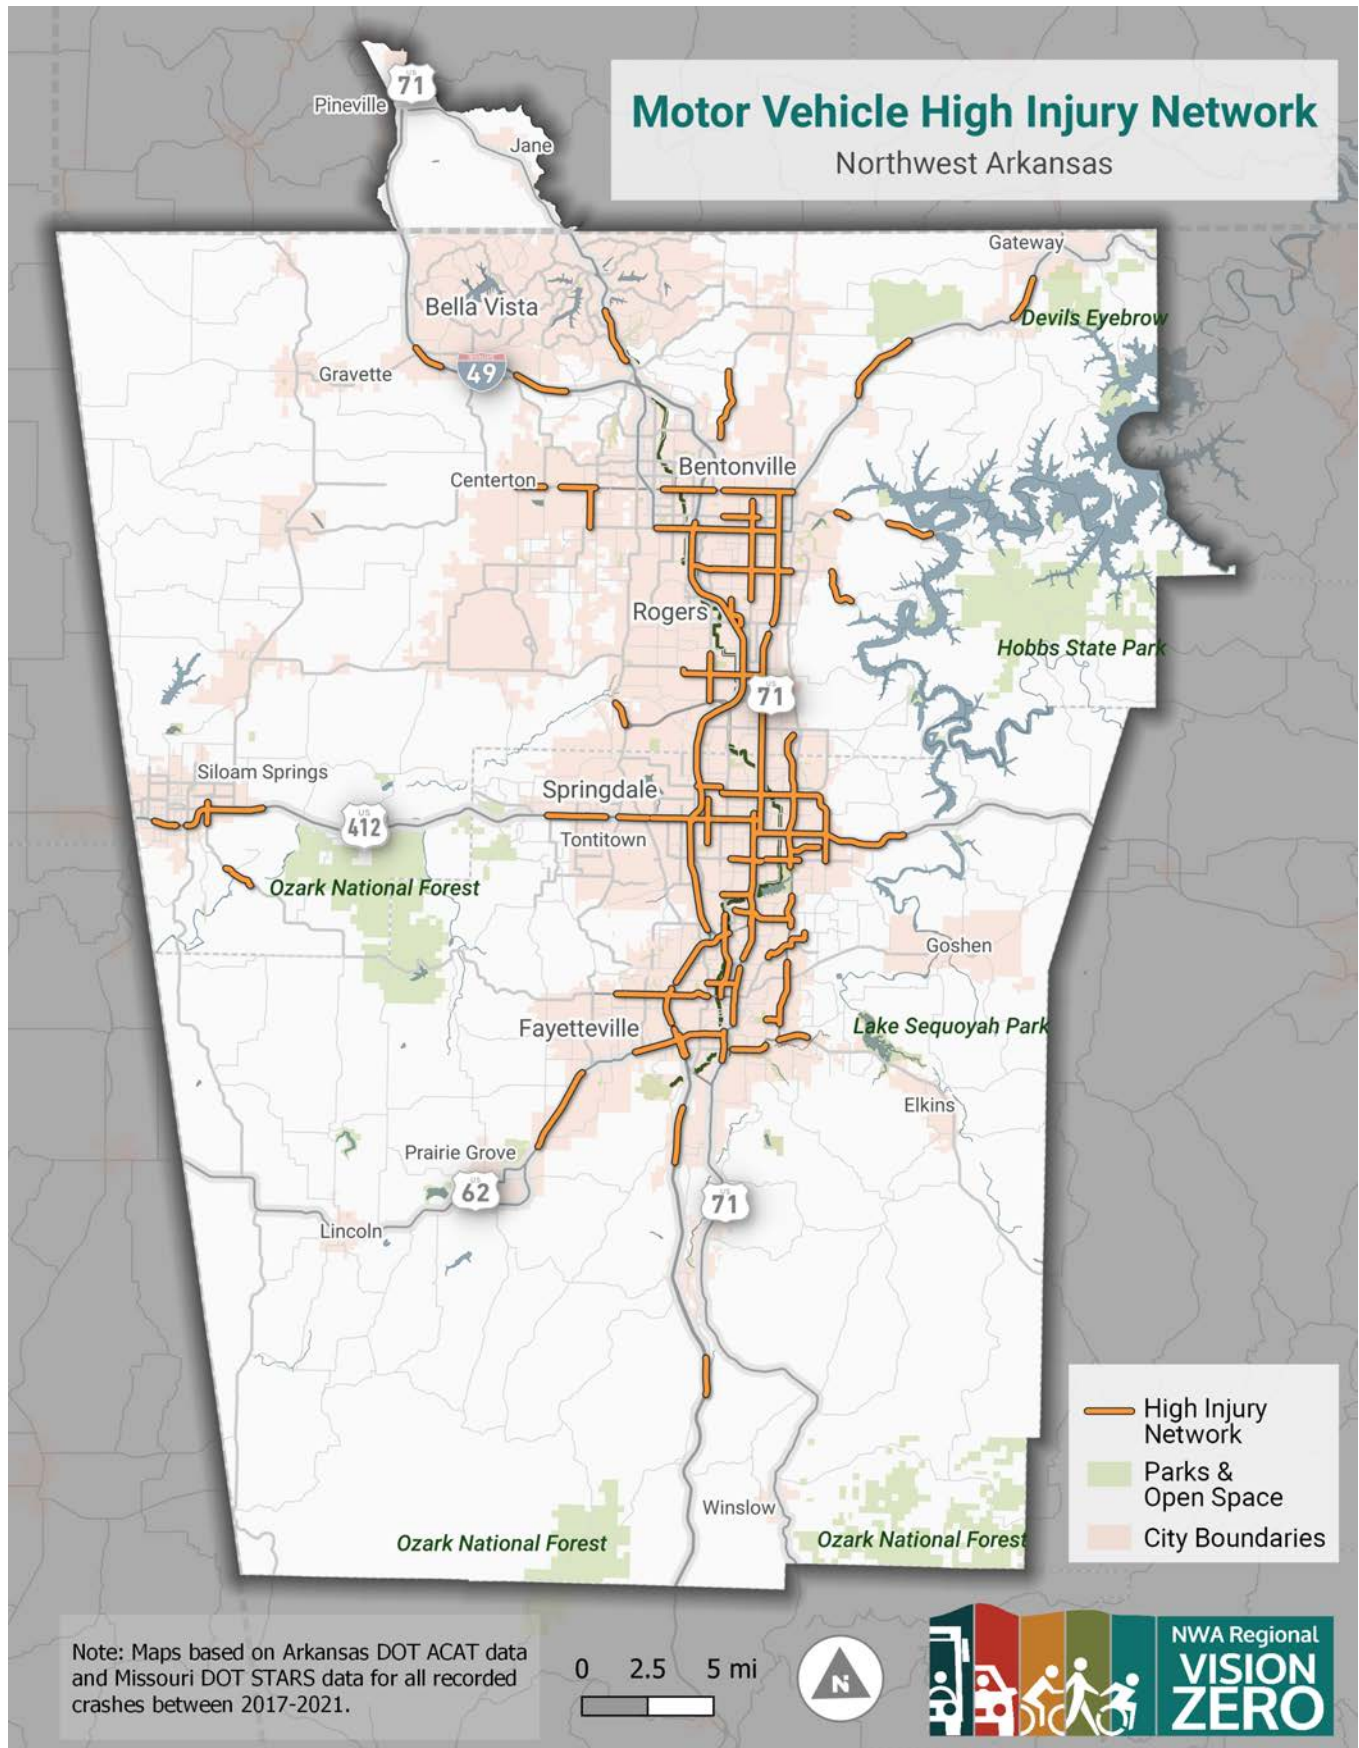 Motor Vehicle High Injury Network
Northwest Arkansas
US
71
Pineville
Jane
Gateway
Bella Vista
Devils Eyebrow
Gravette
49
Centerton
Bentonville
Rogers
Hobbs State Park
71
Siloam Springs
Springdale
US
412
Tontitown
Ozark National Forest
Goshen
Fayetteville
Lake Sequoyah Park
Elkins
Prairie Grove
US
62
US
71
Lincoln
High Injury
Network
Parks &
Open Space
City Boundaries
Winslow
Ozark National Forest
Ozark National Forest
Note: Maps based on Arkansas DOT ACAT data
and Missouri DOT STARS data for all recorded
crashes between 2017-2021.
0 2.5 5 mi
N
NWA Regional
VISION
ZERO